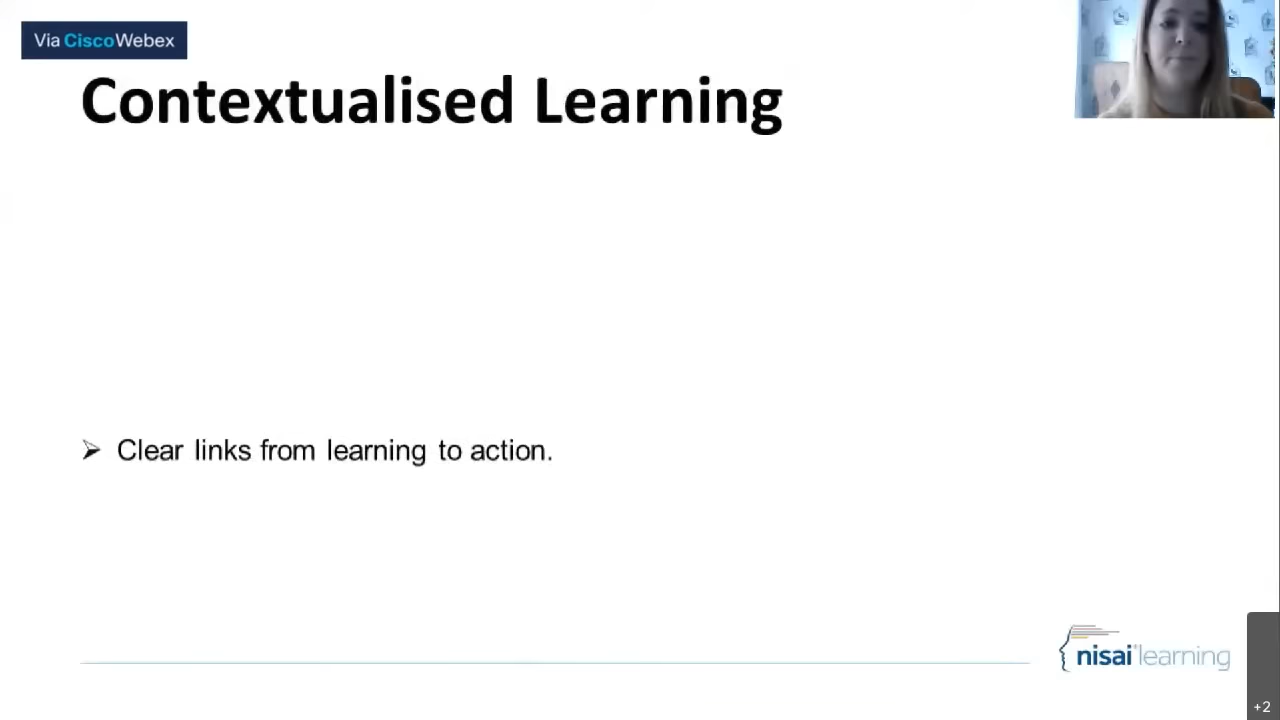 Via CiscoWebex
Contextualised Learning
➢ Clear links from learning to action.
nisai learning
+2